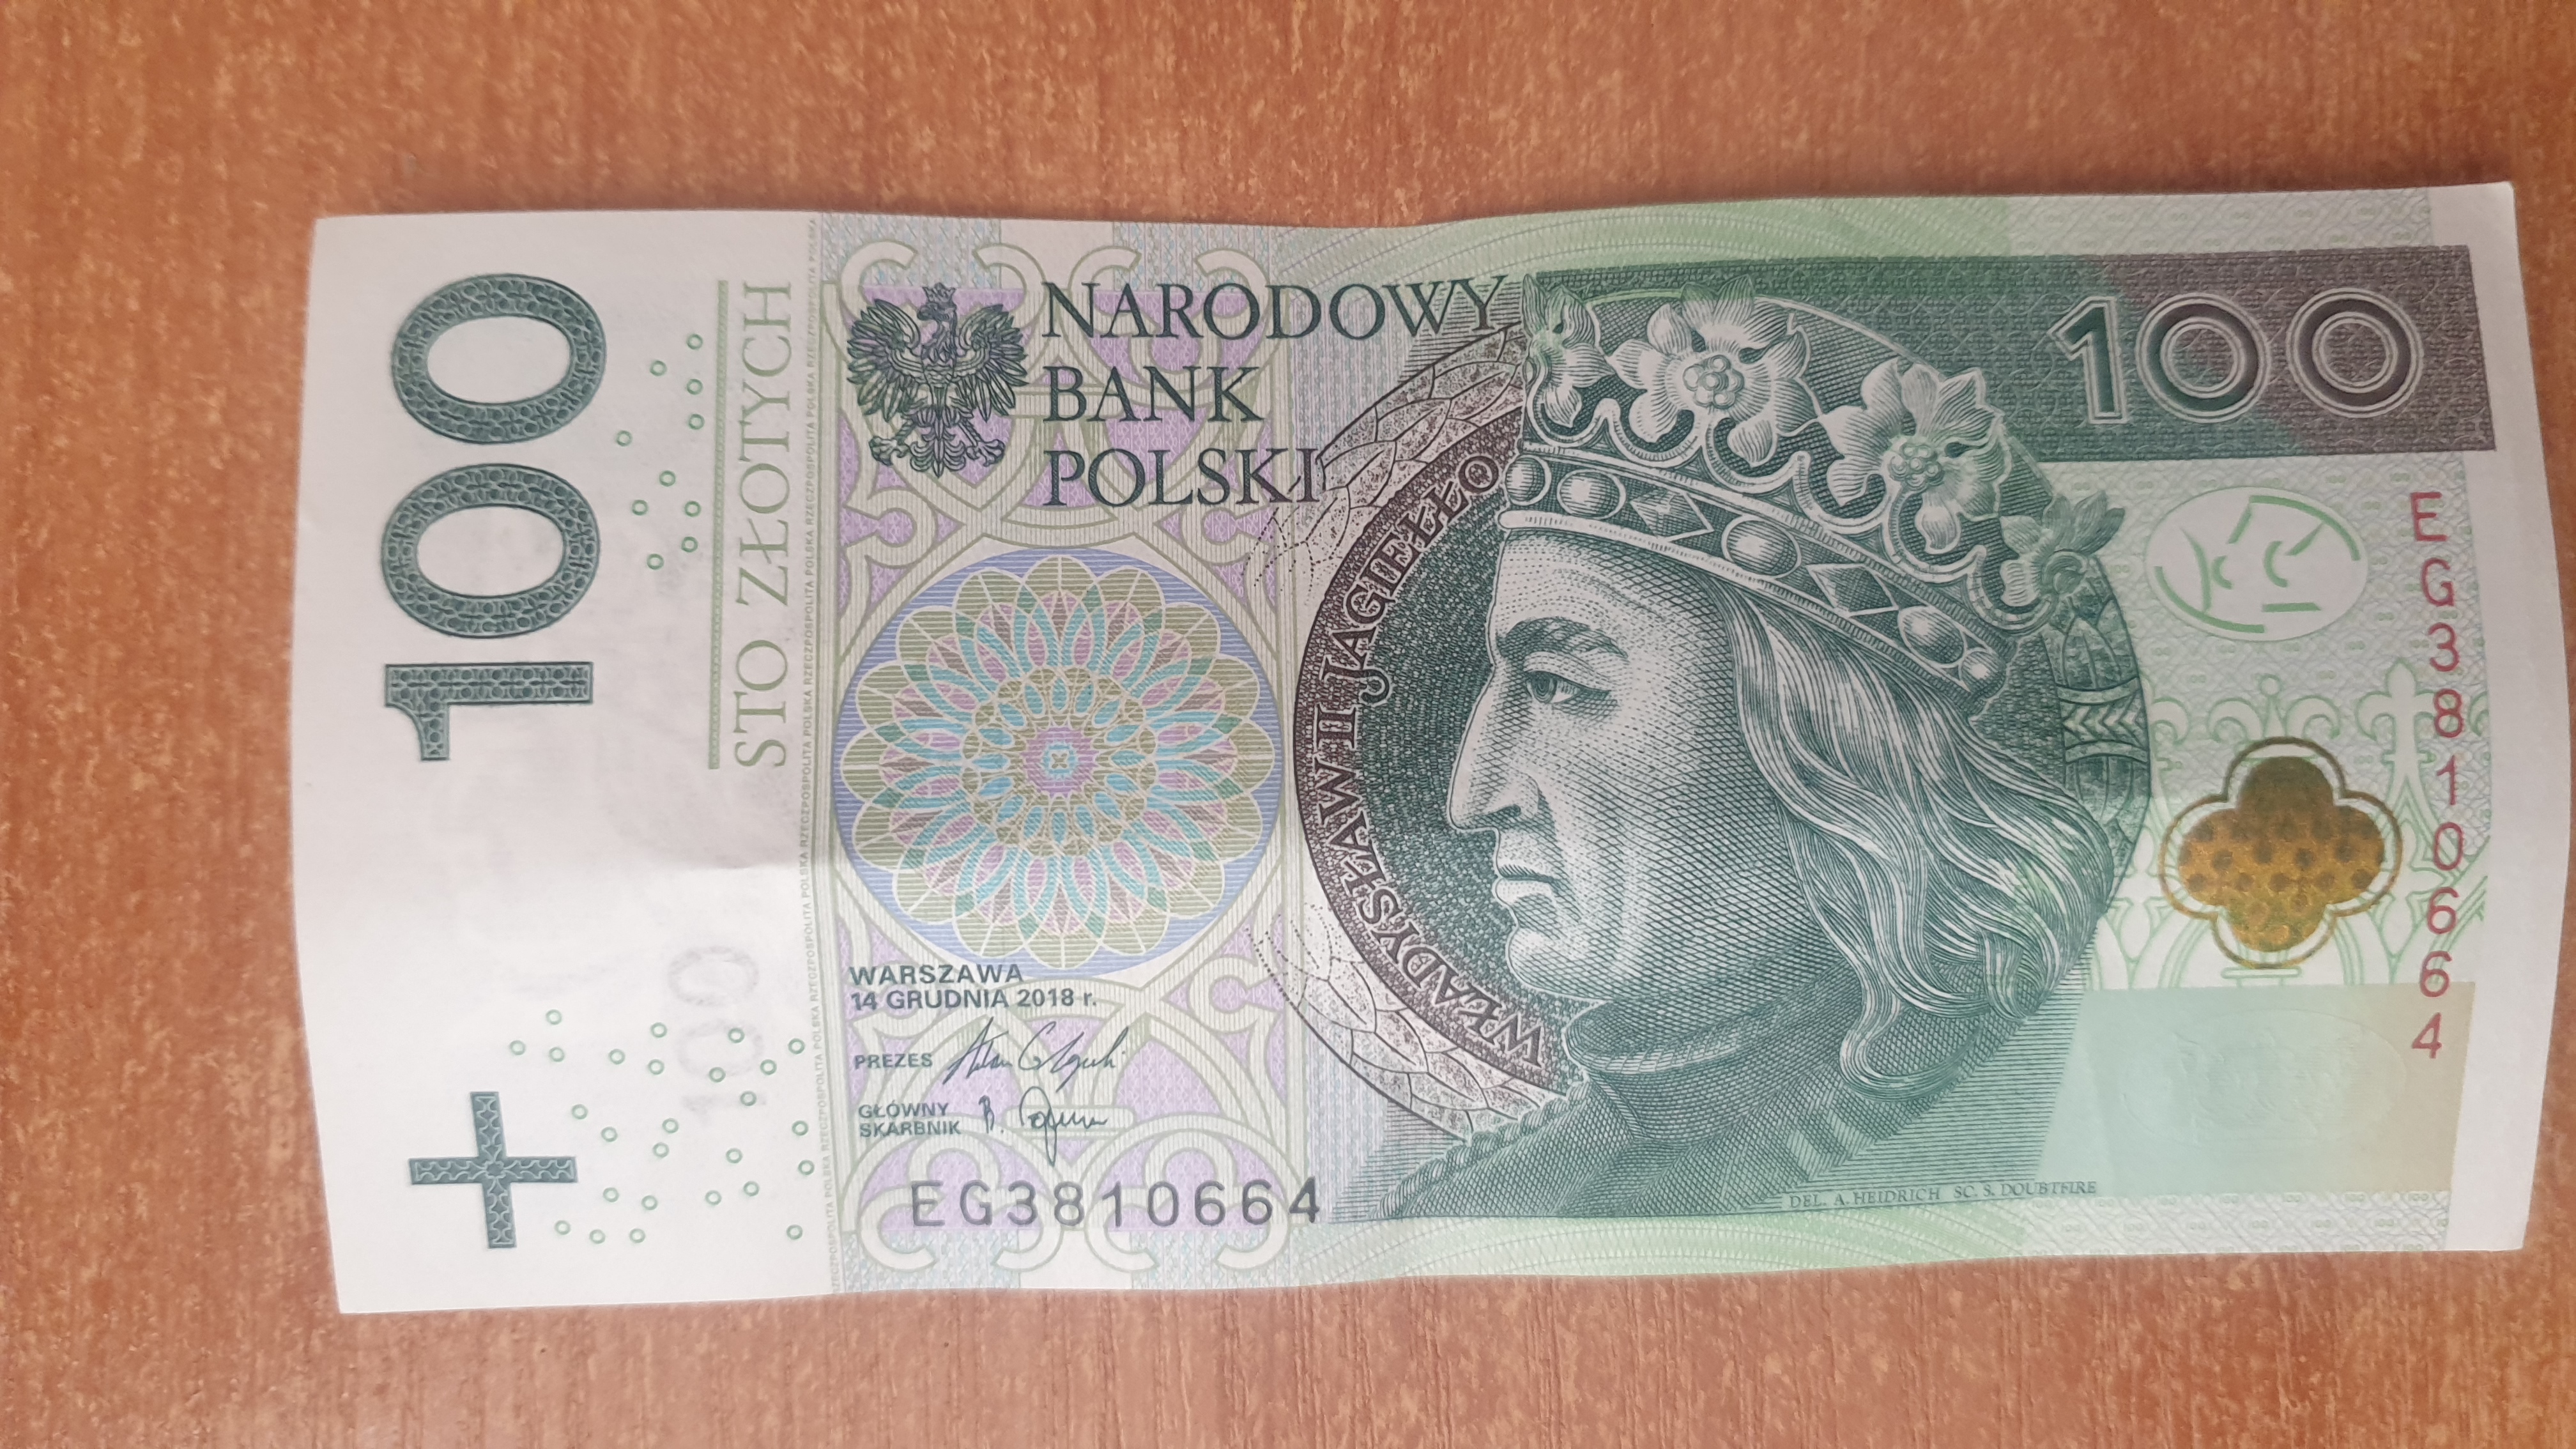 100
STO ZŁOTYCH
NARODOWY
BANK
POLSKI
100
WŁADYSŁAW II JAGIEŁŁO
EG3810664
WARSZAWA
14 GRUDNIA 2018 r.
PREZES
GŁÓWNY
SKARBNIK
EG3810664
DEL. A. HEIDRICH SC. S. DOUBTFIRE
100